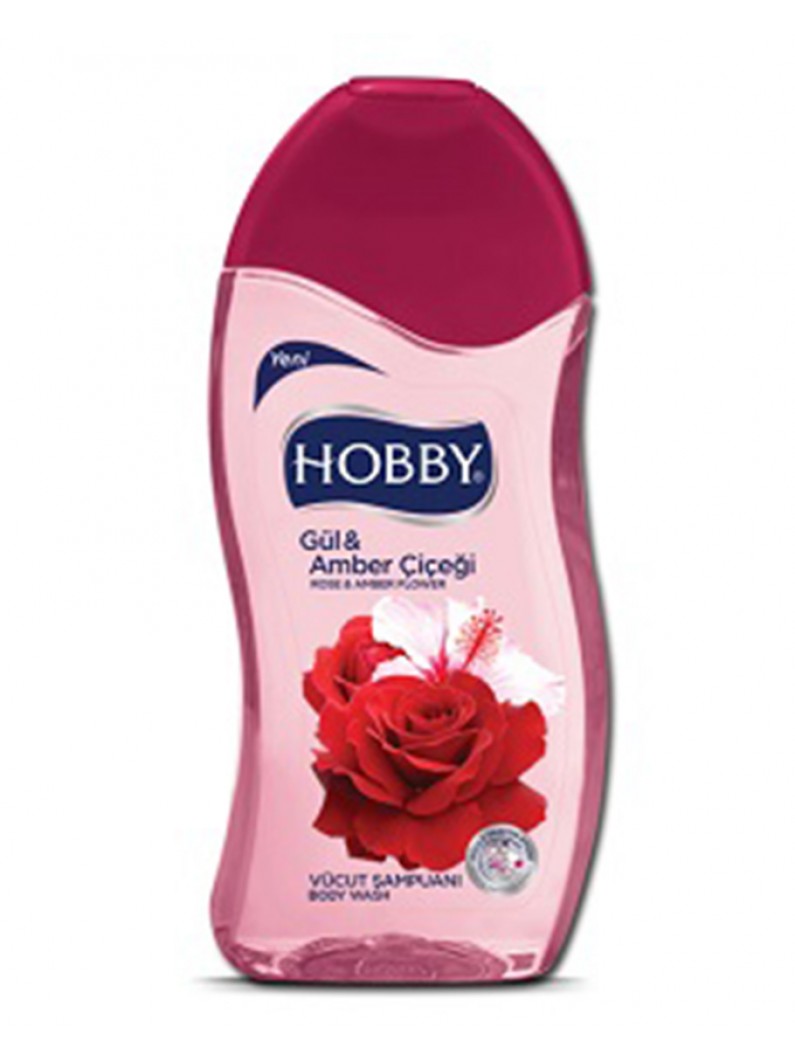 Yeni
HOBBY®
Gül &
Amber Çiçeği
ROSE & AMBER FLOWER
VÜCUT ŞAMPUANI
BODY WASH